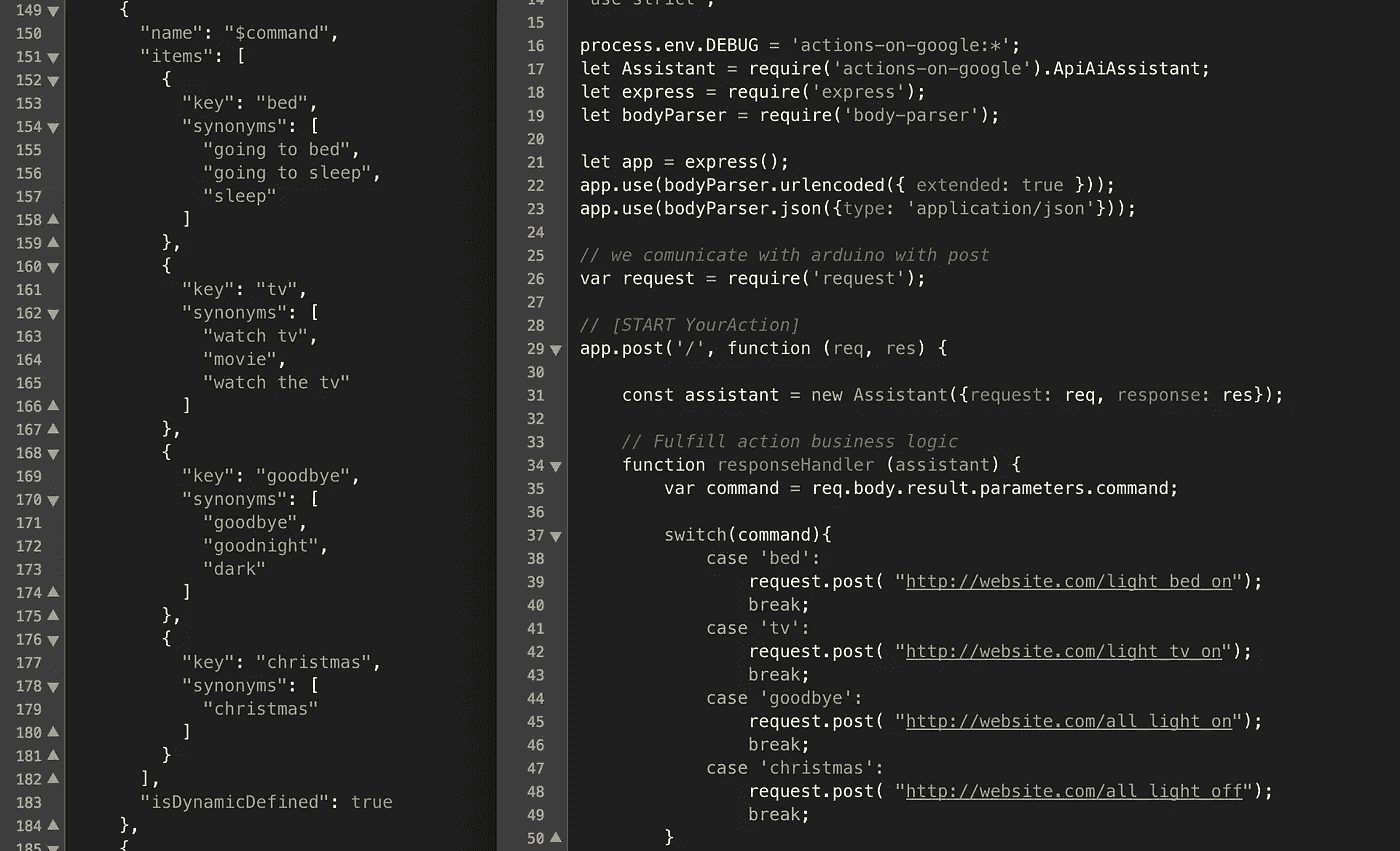 149 {
150 "name": "$command",
151 "items": [
152 {
153 "key": "bed",
154 "synonyms": [
155 "going to bed",
156 "going to sleep",
157 "sleep"
158 ]
159 },
160 {
161 "key": "tv",
162 "synonyms": [
163 "watch tv",
164 "movie",
165 "watch the tv"
166 ]
167 },
168 {
169 "key": "goodbye",
170 "synonyms": [
171 "goodbye",
172 "goodnight",
173 "dark"
174 ]
175 },
176 {
177 "key": "christmas",
178 "synonyms": [
179 "christmas"
180 ]
181 }
182 ],
183 "isDynamicDefined": true
184 },
185 {
14 'use strict';
15
16 process.env.DEBUG = 'actions-on-google:*';
17 let Assistant = require('actions-on-google').ApiAiAssistant;
18 let express = require('express');
19 let bodyParser = require('body-parser');
20
21 let app = express();
22 app.use(bodyParser.urlencoded({ extended: true }));
23 app.use(bodyParser.json({type: 'application/json'}));
24
25 // we comunicate with arduino with post
26 var request = require('request');
27
28 // [START YourAction]
29 app.post('/', function (req, res) {
30
31 const assistant = new Assistant({request: req, response: res});
32
33 // Fulfill action business logic
34 function responseHandler (assistant) {
35 var command = req.body.result.parameters.command;
36
37 switch(command){
38 case 'bed':
39 request.post( "http://website.com/light_bed_on");
40 break;
41 case 'tv':
42 request.post( "http://website.com/light_tv_on");
43 break;
44 case 'goodbye':
45 request.post( "http://website.com/all_light_on");
46 break;
47 case 'christmas':
48 request.post( "http://website.com/all_light_off");
49 break;
50 }